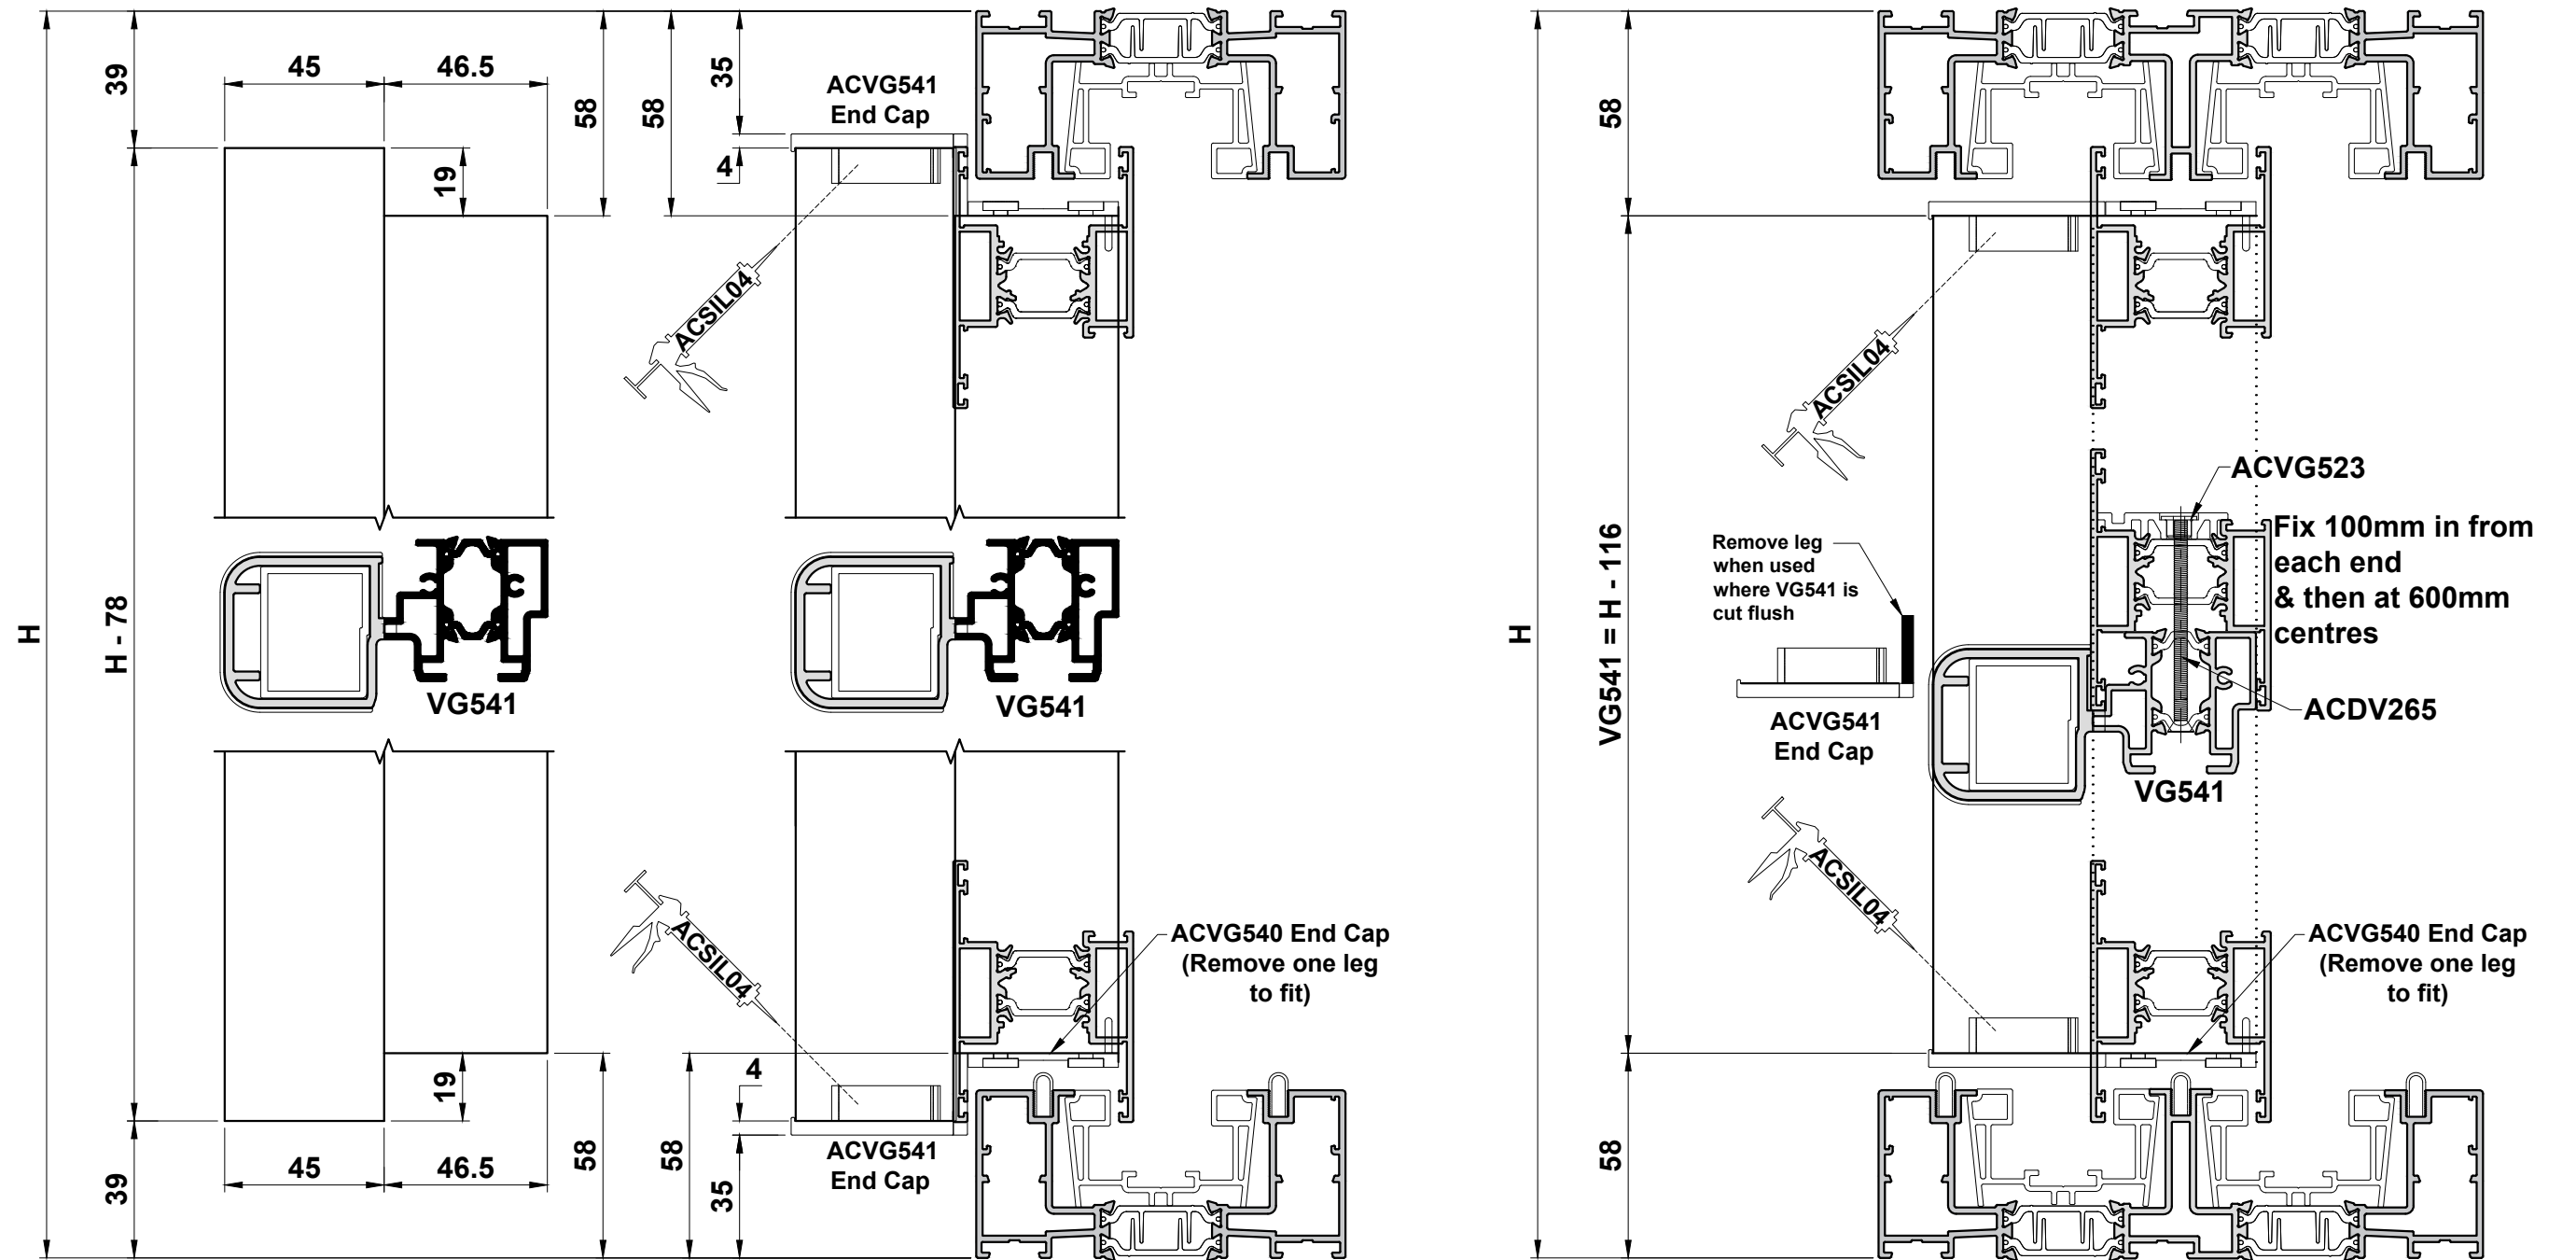 H
39
H - 78
39
45
46.5
19
58
VG541
19
58
45
46.5
58
35
4
ACVG541
End Cap
ACSIL04
VG541
ACSIL04
ACVG540 End Cap
(Remove one leg
to fit)
58
4
35
ACVG541
End Cap
H
58
VG541 = H - 116
58
ACSIL04
Remove leg
when used
where VG541 is
cut flush
ACVG541
End Cap
ACVG523
Fix 100mm in from
each end
& then at 600mm
centres
ACDV265
VG541
ACSIL04
ACVG540 End Cap
(Remove one leg
to fit)